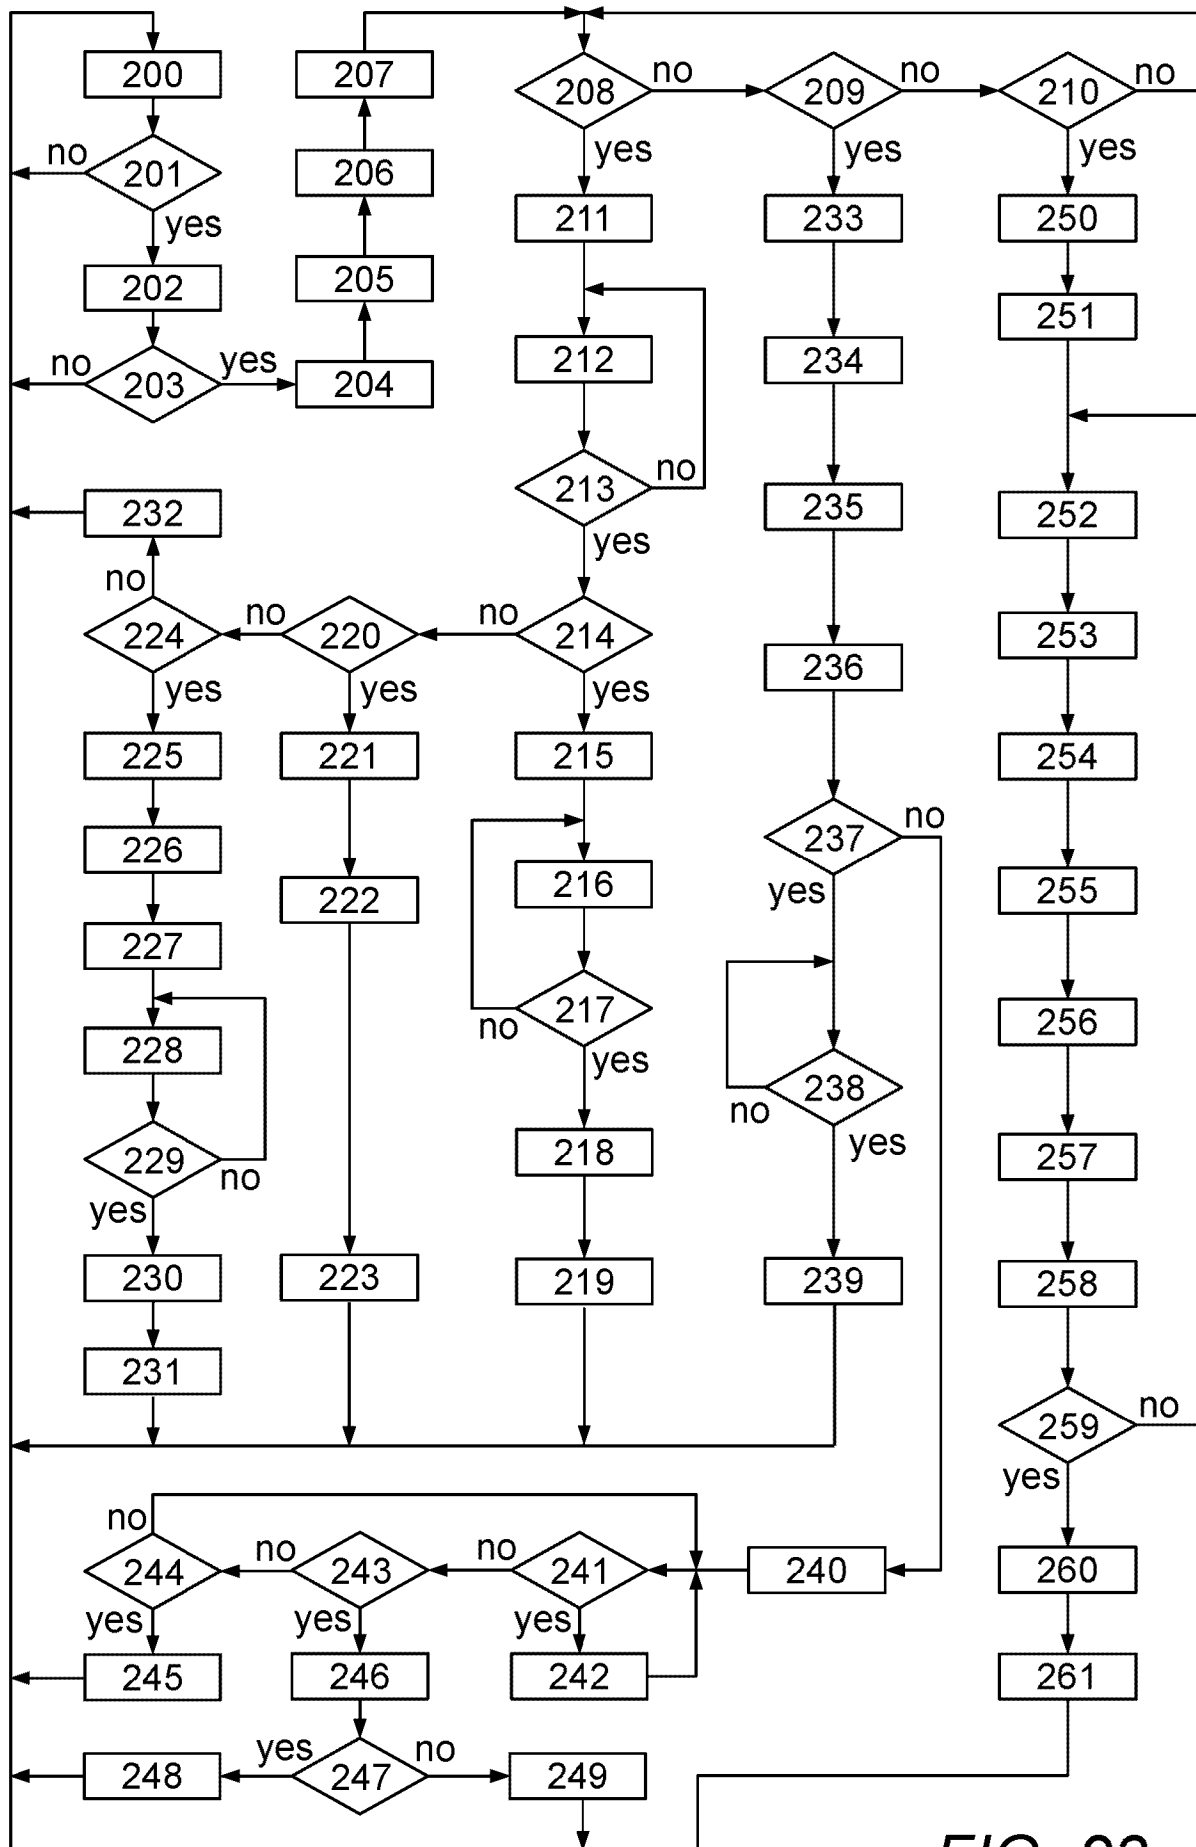 200
207
208
no
209
no
210
no
no
201
206
yes
yes
yes
yes
211
233
250
202
205
251
no
203
yes
204
212
234
213
no
232
235
252
yes
no
224
no
220
no
214
253
236
yes
yes
yes
225
221
215
254
237
no
226
216
yes
255
222
227
217
no
256
228
yes
238
no
229
no
218
yes
257
yes
230
223
219
239
258
231
259
no
yes
no
244
no
243
no
241
240
260
yes
yes
yes
245
246
242
261
248
yes
247
no
249